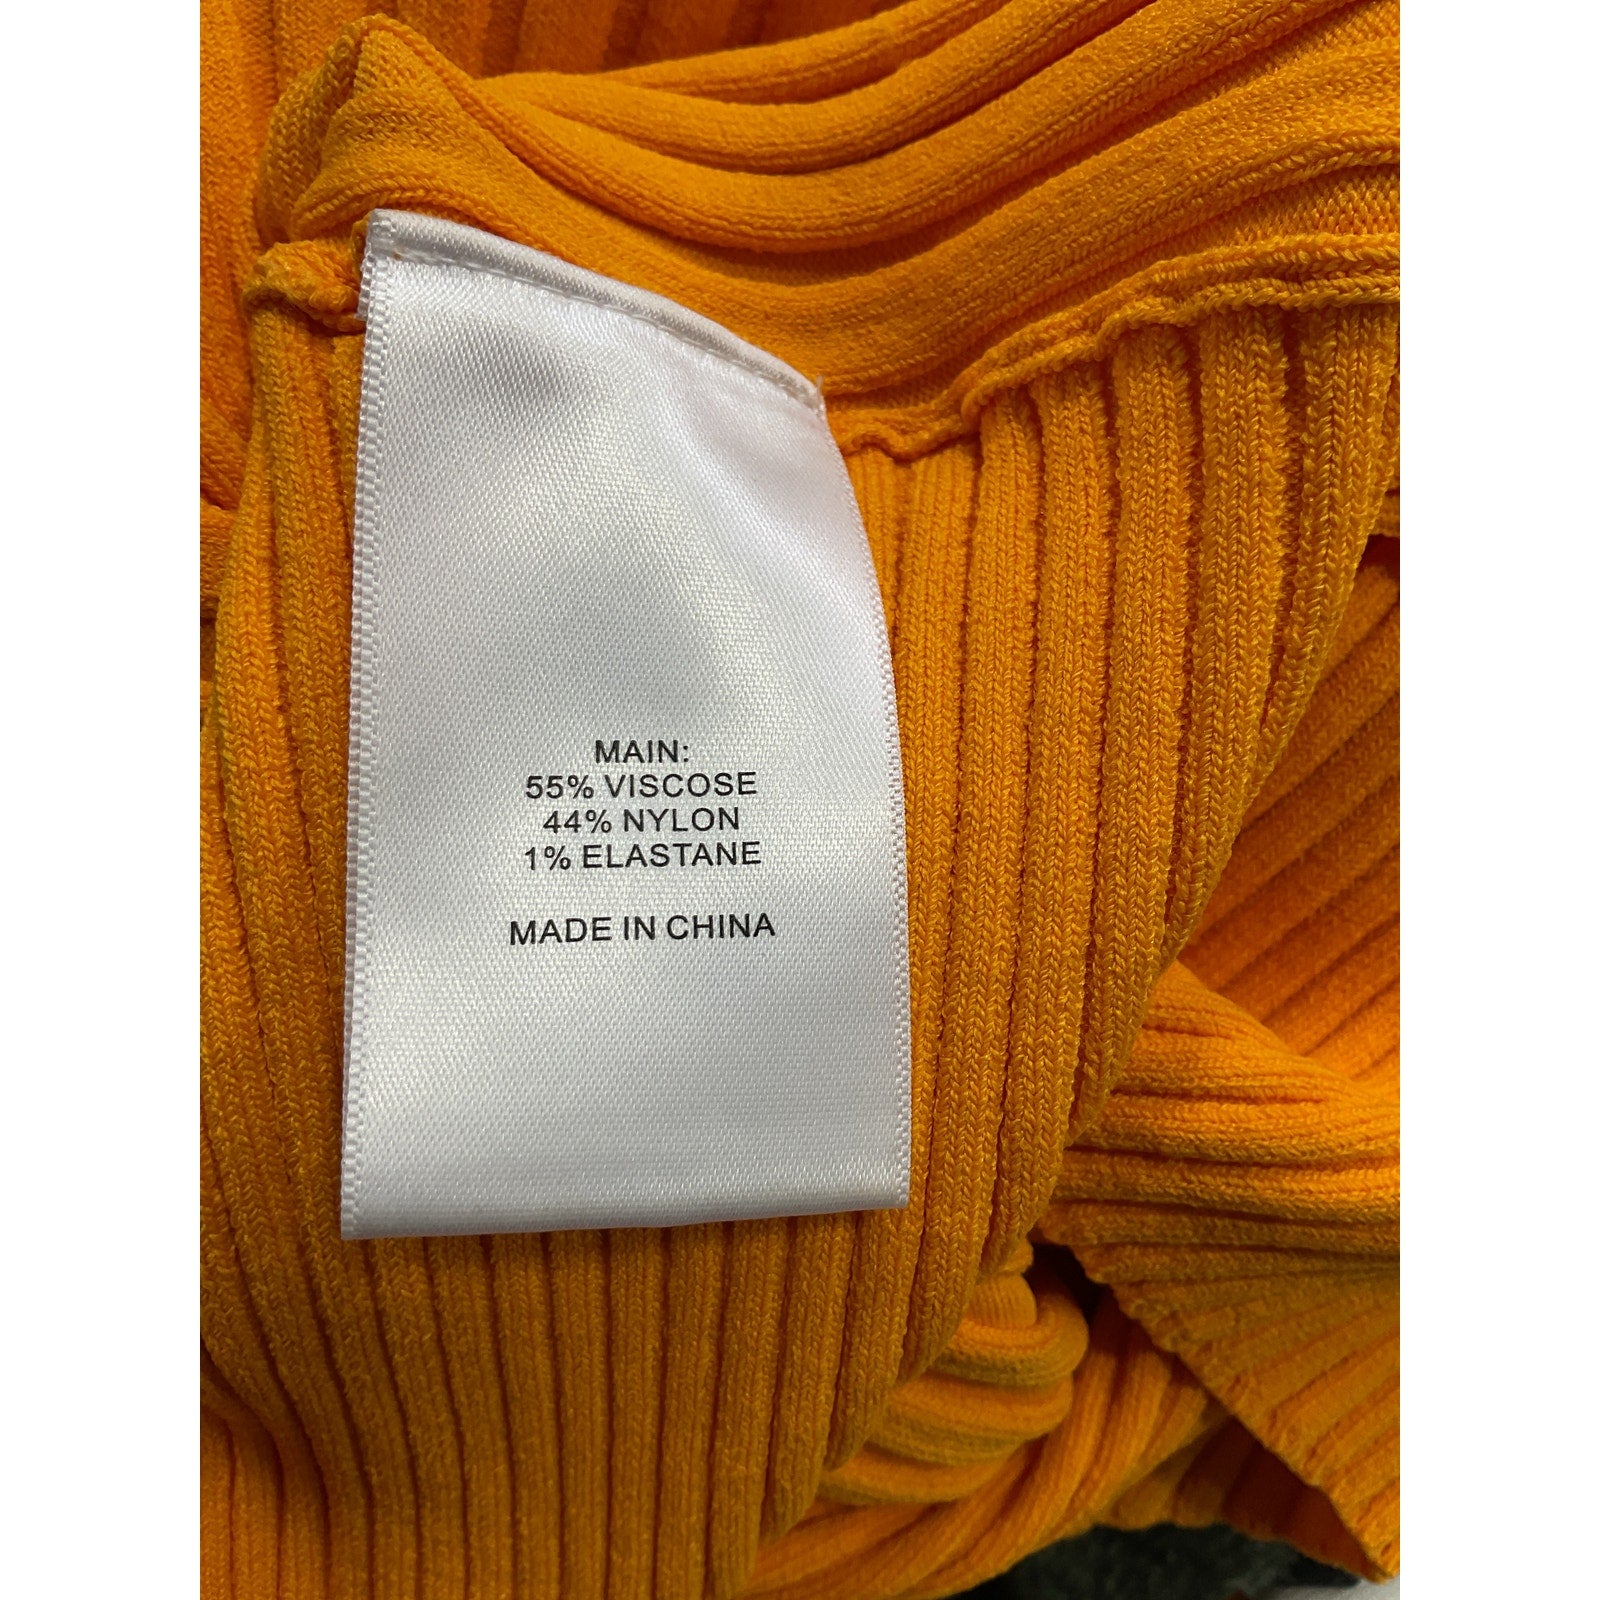 MAIN:
55% VISCOSE
44% NYLON
1% ELASTANE
MADE IN CHINA